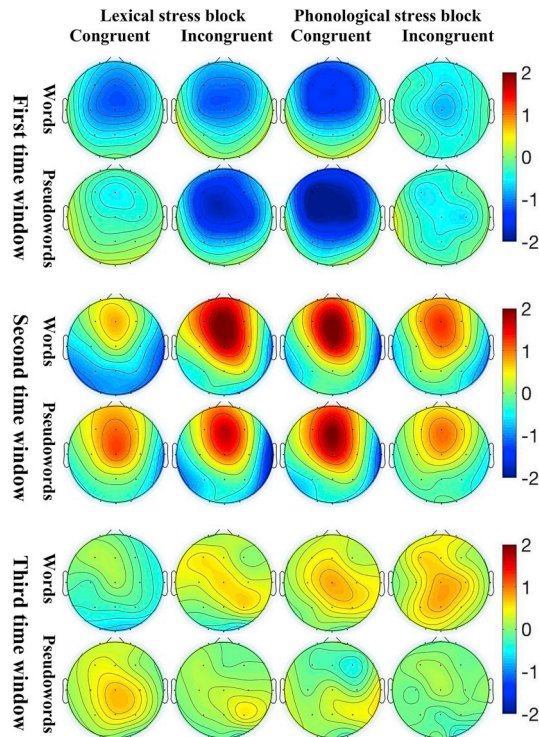 Lexical stress block Phonological stress block
Congruent Incongruent Congruent Incongruent
First time window
Words
2
1
0
-1
-2
Pseudowords
Second time window
Words
2
1
0
-1
-2
Pseudowords
Third time window
Words
2
1
0
-1
-2
Pseudowords